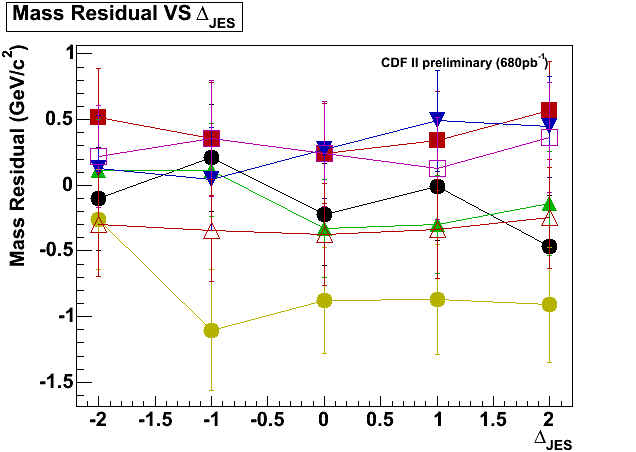 Mass Residual VS Δ_JES
CDF II preliminary (680pb⁻¹)
Mass Residual (GeV/c²)
1
0.5
0
-0.5
-1
-1.5
-2 -1.5 -1 -0.5 0 0.5 1 1.5 2
Δ_JES